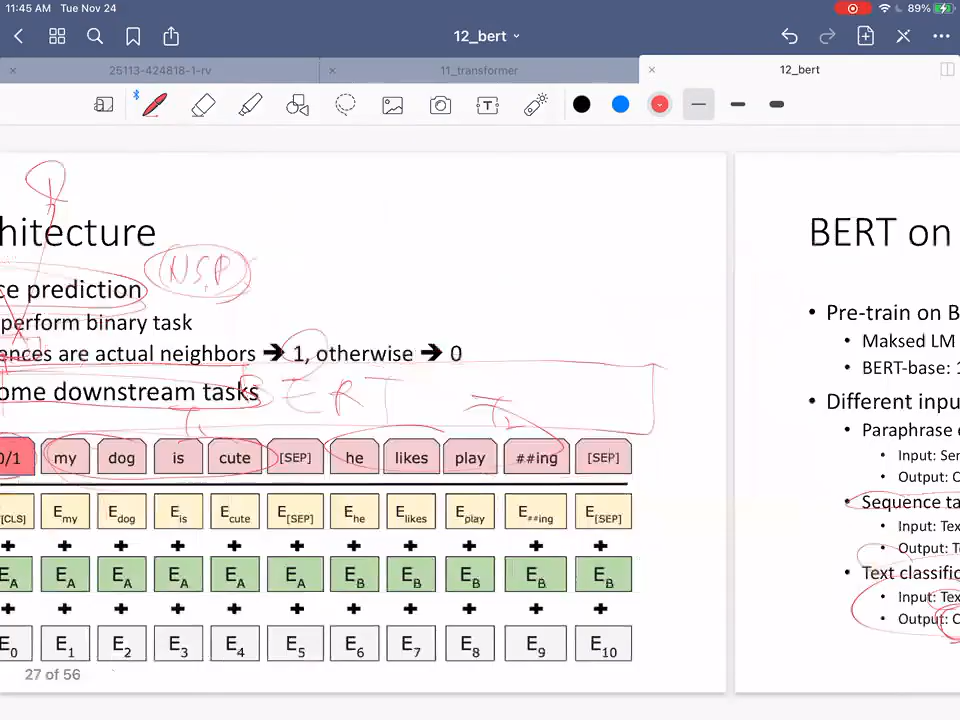 11:45 AM Tue Nov 24
89%
12_bert
25113-424818-1-rv
11_transformer
12_bert
hitecture
NSP
ce prediction
perform binary task
ences are actual neighbors → 1, otherwise → 0
ome downstream tasks
BERT
0/1 my dog is cute [SEP] he likes play ##ing [SEP]
[CLS] Emy Edog Eis Ecute E[SEP] Ehe Elikes Eplay E##ing E[SEP]
+ + + + + + + + + + +
EA EA EA EA EA EA EB EB EB EB EB
+ + + + + + + + + + +
E0 E1 E2 E3 E4 E5 E6 E7 E8 E9 E10
27 of 56
BERT on
• Pre-train on B
• Maksed LM
• BERT-base: 1
• Different inpu
• Paraphrase
• Input: Sen
• Output: C
• Sequence ta
• Input: Tex
• Output: T
• Text classific
• Input: Tex
• Output: C